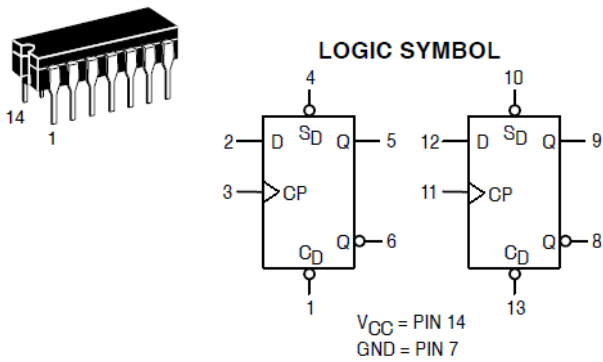 LOGIC SYMBOL
14
1
4
10
2 D SD Q 5
12 D SD Q 9
3 CP
11 CP
Q 6
Q 8
CD
CD
1
13
VCC = PIN 14
GND = PIN 7